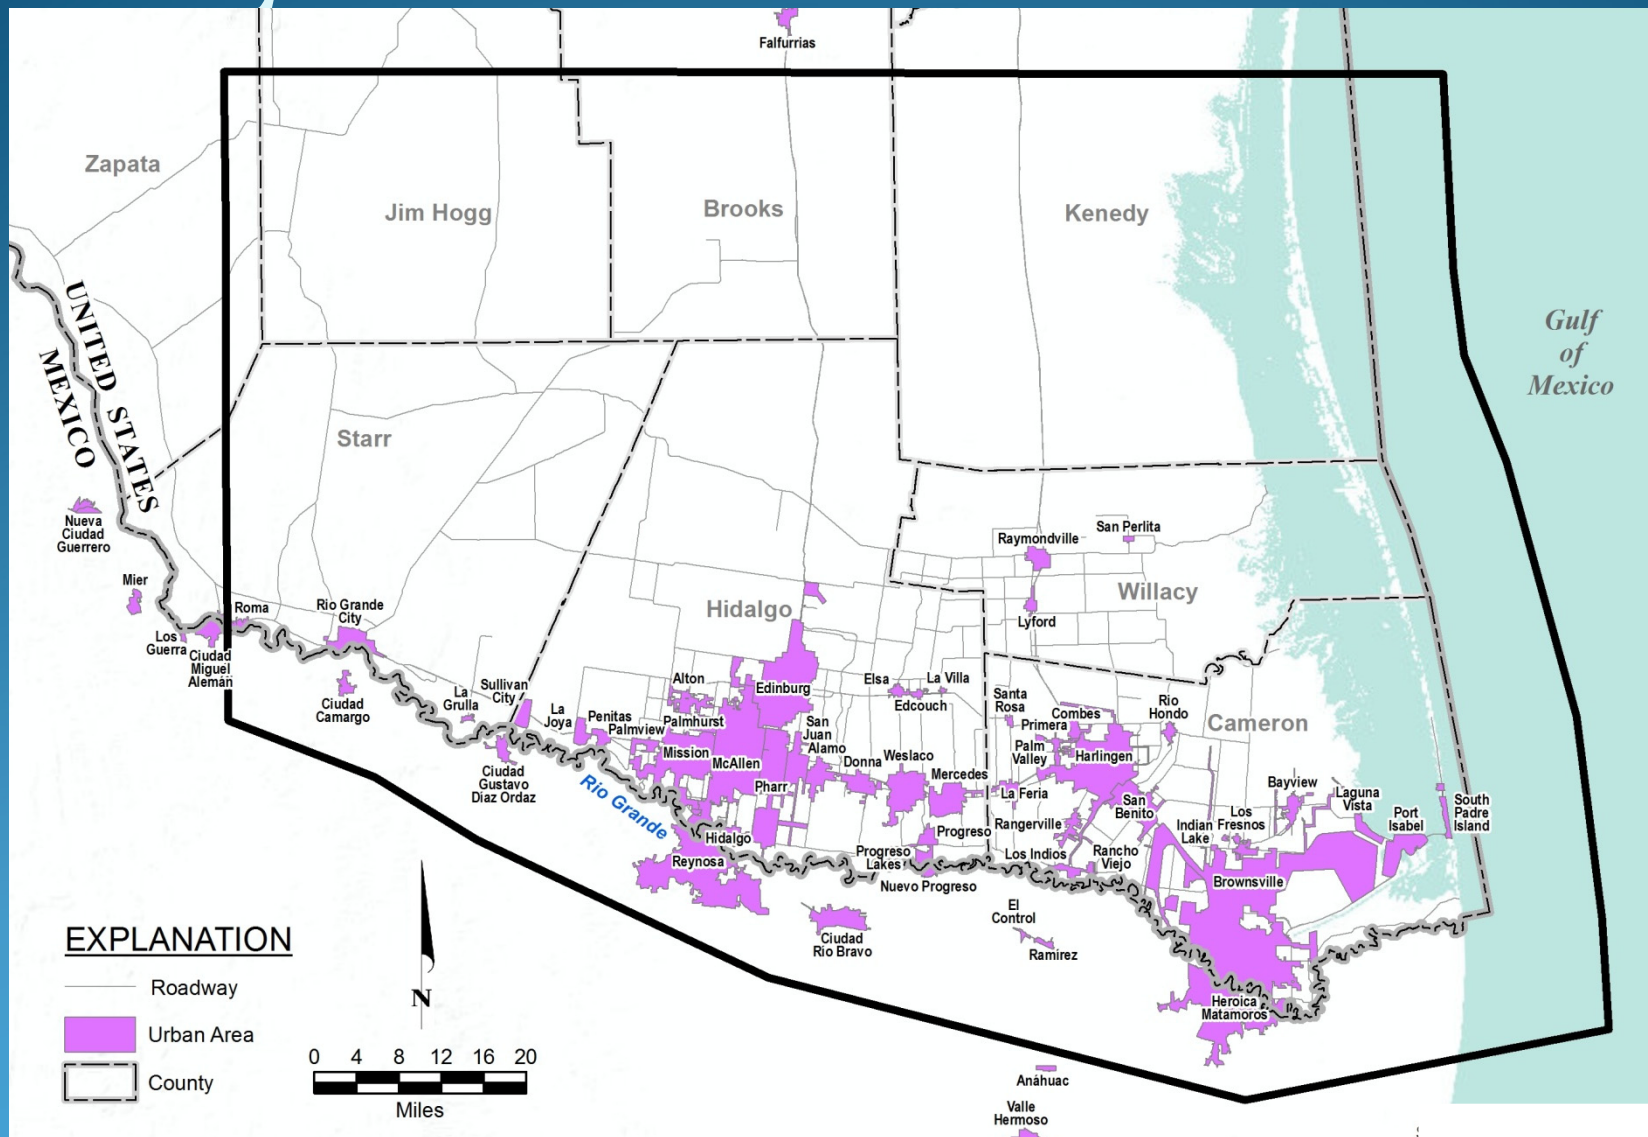 Falfurrias
Zapata
Jim Hogg
Brooks
Kenedy
Gulf
of
Mexico
UNITED STATES
MEXICO
Starr
Nueva
Ciudad
Guerrero
Mier
Los
Guerra
Ciudad
Miguel
Alemán
Roma
Rio Grande
City
Ciudad
Camargo
La
Grulla
Sullivan
City
Ciudad
Gustavo
Díaz Ordaz
La
Joya
Penitas
Palmview
Hidalgo
Alton
Palmhurst
Mission
McAllen
Edinburg
San
Juan
Alamo
Pharr
Hidalgo
Reynosa
Rio Grande
Donna
Weslaco
Mercedes
Elsa
La Villa
Edcouch
Progreso
Progreso
Lakes
Nuevo Progreso
Ciudad
Río Bravo
Raymondville
San Perlita
Willacy
Lyford
Santa
Rosa
Primera
Combes
Palm
Valley
Harlingen
Rio
Hondo
Cameron
La Feria
San
Benito
Rangerville
Los Indios
Rancho
Viejo
Indian
Lake
Los
Fresnos
Bayview
Laguna
Vista
Port
Isabel
South
Padre
Island
Brownsville
El
Control
Ramírez
Heroica
Matamoros
Anáhuac
Valle
Hermoso
EXPLANATION
Roadway
Urban Area
County
N
0 4 8 12 16 20
Miles